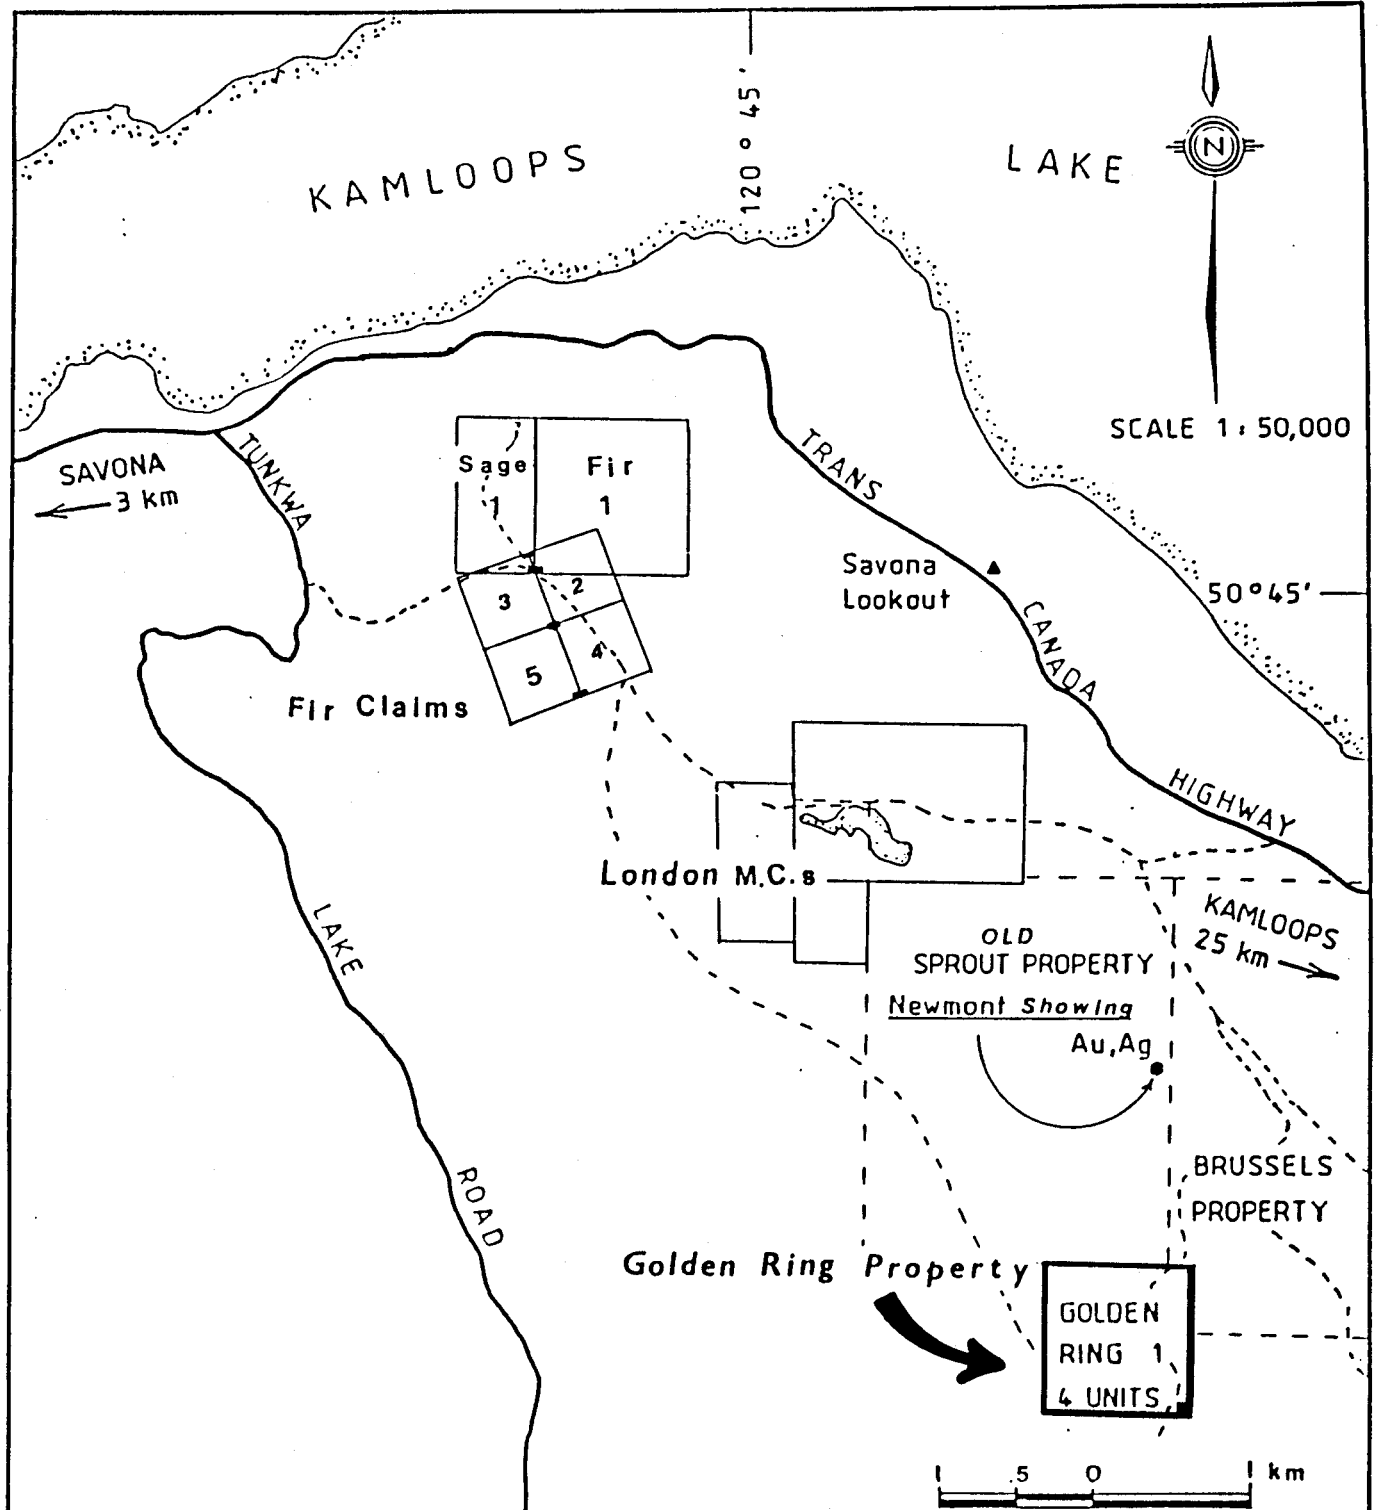 KAMLOOPS
LAKE
120° 45'
N
SCALE 1 : 50,000
SAVONA
3 km
TUNKWA
Sage
1
Fir
1
TRANS
Savona
Lookout
50°45'
2
3
4
5
CANADA
Fir Claims
HIGHWAY
London M.C.s
LAKE
KAMLOOPS
25 km
OLD
SPROUT PROPERTY
Newmont Showing
Au,Ag
BRUSSELS
PROPERTY
ROAD
Golden Ring Property
GOLDEN
RING 1
4 UNITS
1 .5 0 1 km